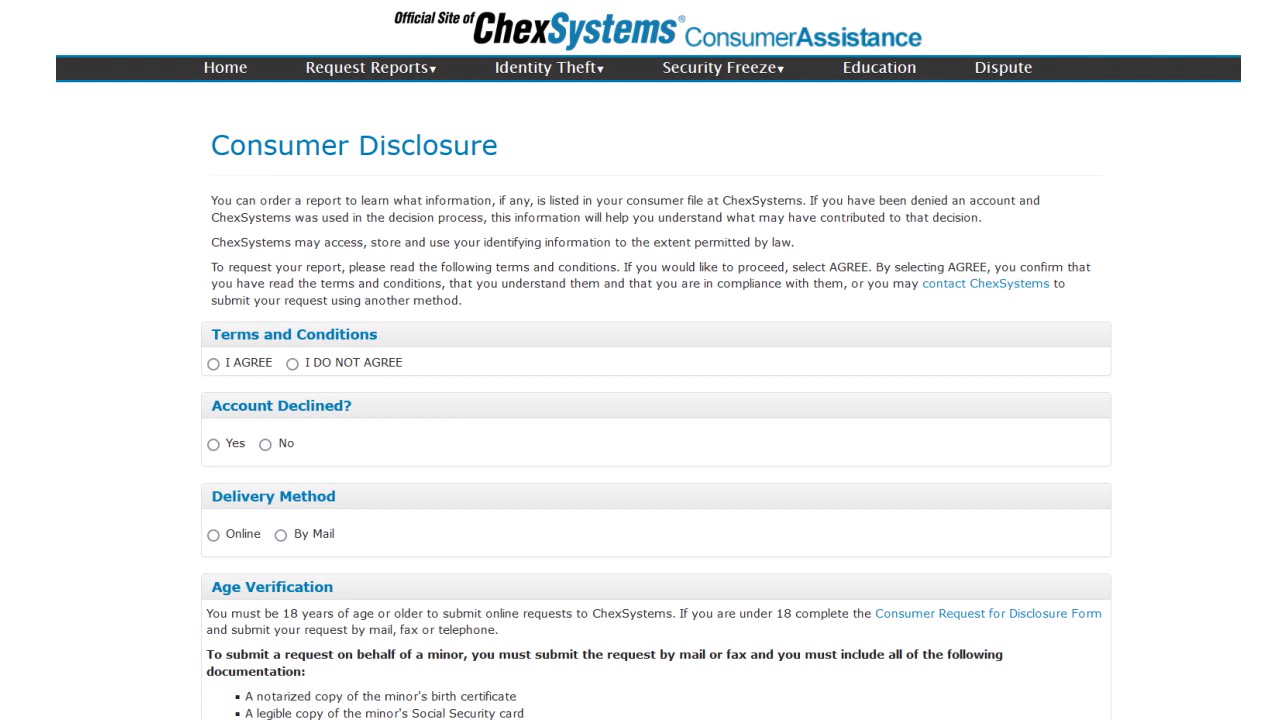 Official Site of ChexSystems® ConsumerAssistance
Home Request Reports▾ Identity Theft▾ Security Freeze▾ Education Dispute
Consumer Disclosure
You can order a report to learn what information, if any, is listed in your consumer file at ChexSystems. If you have been denied an account and
ChexSystems was used in the decision process, this information will help you understand what may have contributed to that decision.
ChexSystems may access, store and use your identifying information to the extent permitted by law.
To request your report, please read the following terms and conditions. If you would like to proceed, select AGREE. By selecting AGREE, you confirm that
you have read the terms and conditions, that you understand them and that you are in compliance with them, or you may contact ChexSystems to
submit your request using another method.
Terms and Conditions
I AGREE I DO NOT AGREE
Account Declined?
Yes No
Delivery Method
Online By Mail
Age Verification
You must be 18 years of age or older to submit online requests to ChexSystems. If you are under 18 complete the Consumer Request for Disclosure Form
and submit your request by mail, fax or telephone.
To submit a request on behalf of a minor, you must submit the request by mail or fax and you must include all of the following
documentation:
▪ A notarized copy of the minor's birth certificate
▪ A legible copy of the minor's Social Security card